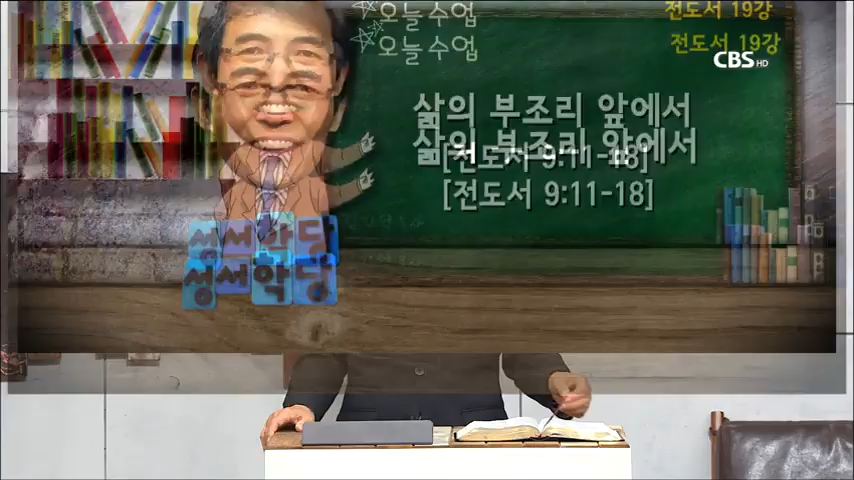 오늘수업
오늘 수업
전도서 19강
전도서 19강
CBS HD
삶의 부조리 앞에서
삶의 부조리 앞에서
[전도서 9:11-18]
[전도서 9:11-18]
성서학당
성서학당